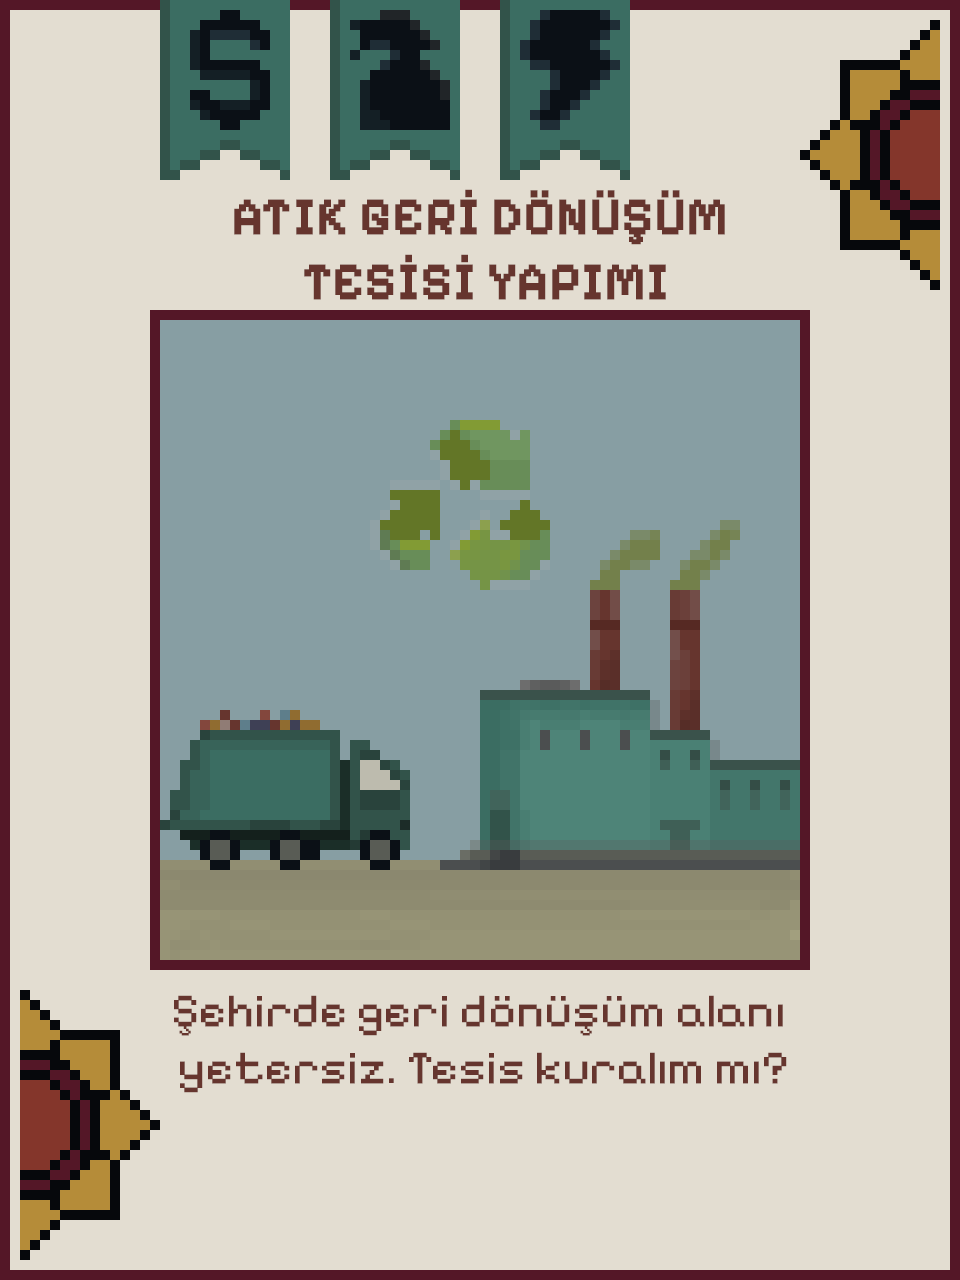 $
ATIK GERİ DÖNÜŞÜM
TESİSİ YAPIMI
Şehirde geri dönüşüm alanı
yetersiz. Tesis kuralım mı?